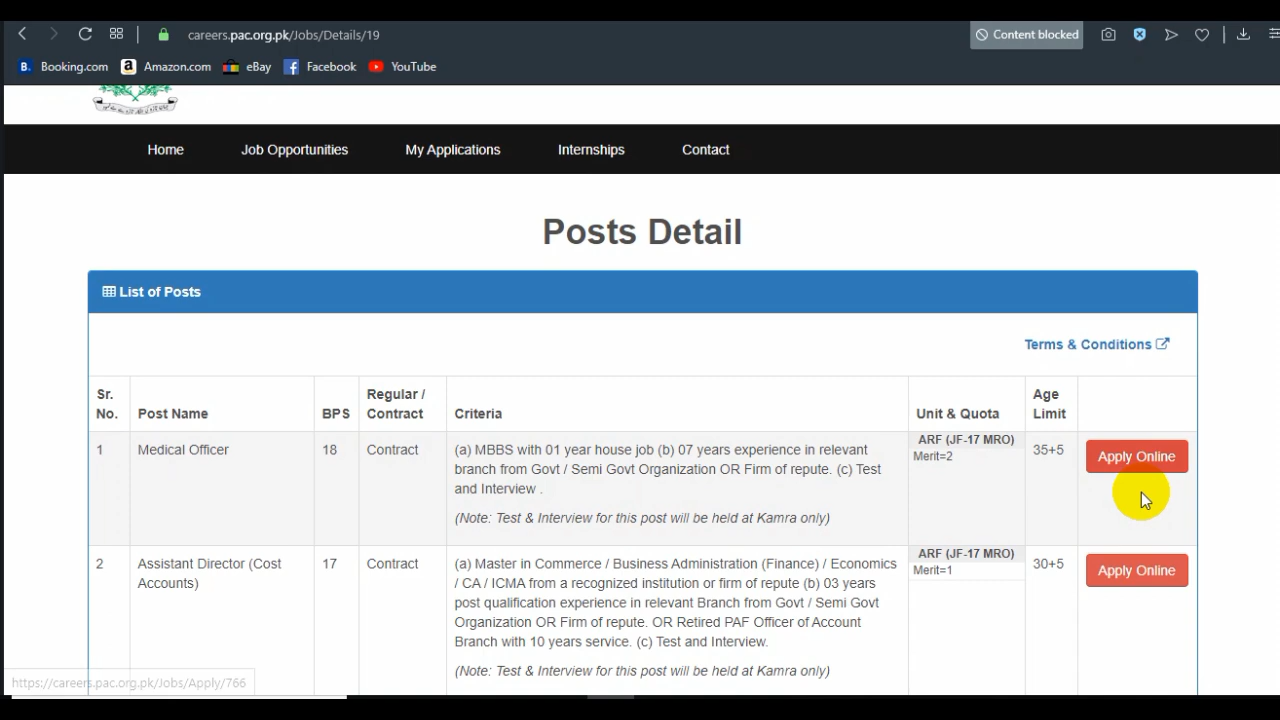 careers.pac.org.pk/Jobs/Details/19
Content blocked
B. Booking.com
a Amazon.com
eBay
Facebook
YouTube
Home
Job Opportunities
My Applications
Internships
Contact
Posts Detail
List of Posts
Terms & Conditions
Sr. No.
Post Name
BPS
Regular / Contract
Criteria
Unit & Quota
Age Limit
1
Medical Officer
18
Contract
(a) MBBS with 01 year house job (b) 07 years experience in relevant
branch from Govt / Semi Govt Organization OR Firm of repute. (c) Test
and Interview .
(Note: Test & Interview for this post will be held at Kamra only)
ARF (JF-17 MRO)
Merit=2
35+5
Apply Online
2
Assistant Director (Cost
Accounts)
17
Contract
(a) Master in Commerce / Business Administration (Finance) / Economics
/ CA / ICMA from a recognized institution or firm of repute (b) 03 years
post qualification experience in relevant Branch from Govt / Semi Govt
Organization OR Firm of repute. OR Retired PAF Officer of Account
Branch with 10 years service. (c) Test and Interview.
(Note: Test & Interview for this post will be held at Kamra only)
ARF (JF-17 MRO)
Merit=1
30+5
Apply Online
https://careers.pac.org.pk/Jobs/Apply/766